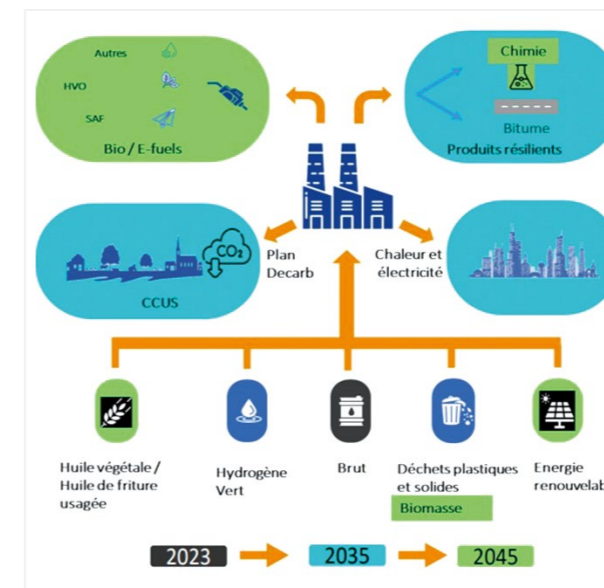 Autres
HVO
SAF
Bio / E-fuels
Chimie
Bitume
Produits résilients
CO₂
CCUS
Plan
Decarb
Chaleur et
électricité
Huile végétale /
Huile de friture
usagée
Hydrogène
Vert
Brut
Déchets plastiques
et solides
Biomasse
Energie
renouvelab
2023
2035
2045